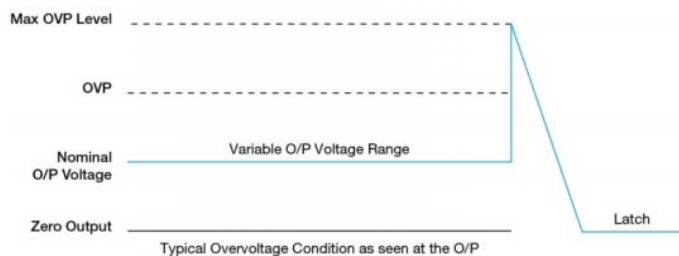 Max OVP Level
OVP
Variable O/P Voltage Range
Nominal
O/P Voltage
Zero Output
Latch
Typical Overvoltage Condition as seen at the O/P